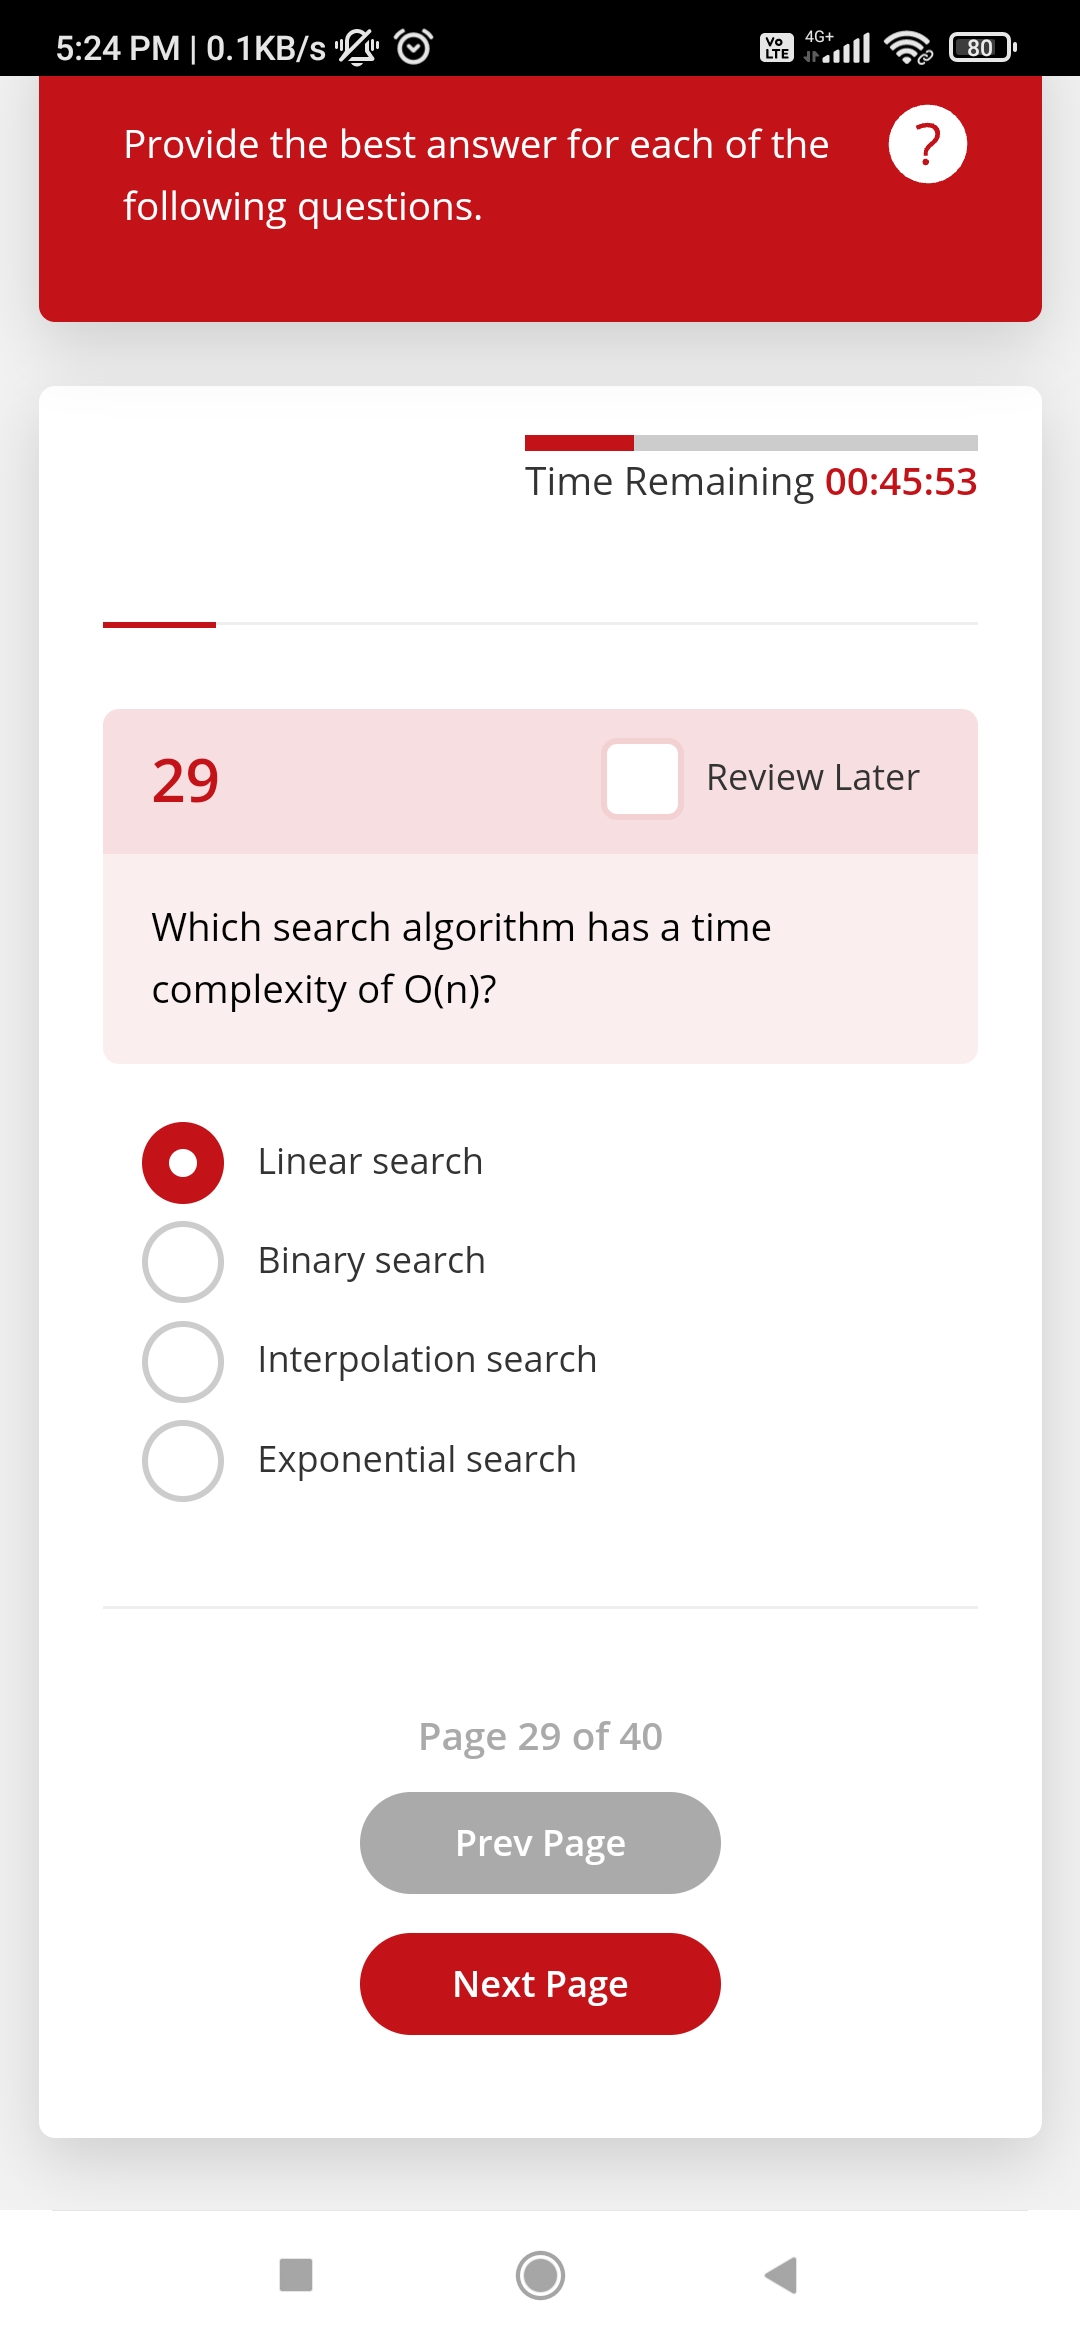 5:24 PM | 0.1KB/s
Vo LTE
4G+
80
Provide the best answer for each of the
following questions.
?
Time Remaining 00:45:53
29
Review Later
Which search algorithm has a time
complexity of O(n)?
Linear search
Binary search
Interpolation search
Exponential search
Page 29 of 40
Prev Page
Next Page